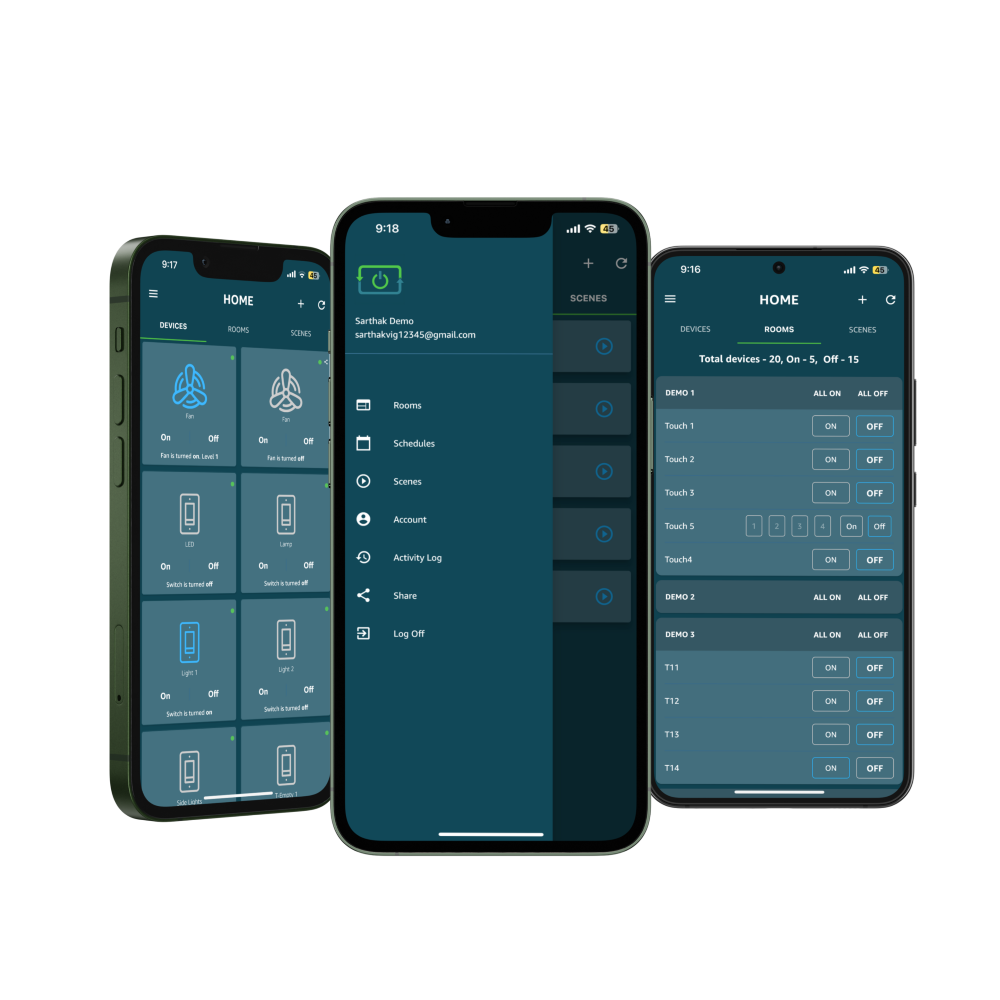 9:17
45
HOME
DEVICES ROOMS SCENES
Fan Fan
On Off On Off
Fan is turned on. Level 1 Fan is turned off
LED Lamp
On Off On Off
Switch is turned off Switch is turned off
Light 1 Light 2
On Off On Off
Switch is turned on Switch is turned off
Side Lights T-Empty 1
9:18
45
SCENES
Sarthak Demo
sarthakvig12345@gmail.com
Rooms
Schedules
Scenes
Account
Activity Log
Share
Log Off
9:16
45
HOME
DEVICES ROOMS SCENES
Total devices - 20, On - 5, Off - 15
DEMO 1 ALL ON ALL OFF
Touch 1 ON OFF
Touch 2 ON OFF
Touch 3 ON OFF
Touch 5 1 2 3 4 On Off
Touch4 ON OFF
DEMO 2 ALL ON ALL OFF
DEMO 3 ALL ON ALL OFF
T11 ON OFF
T12 ON OFF
T13 ON OFF
T14 ON OFF